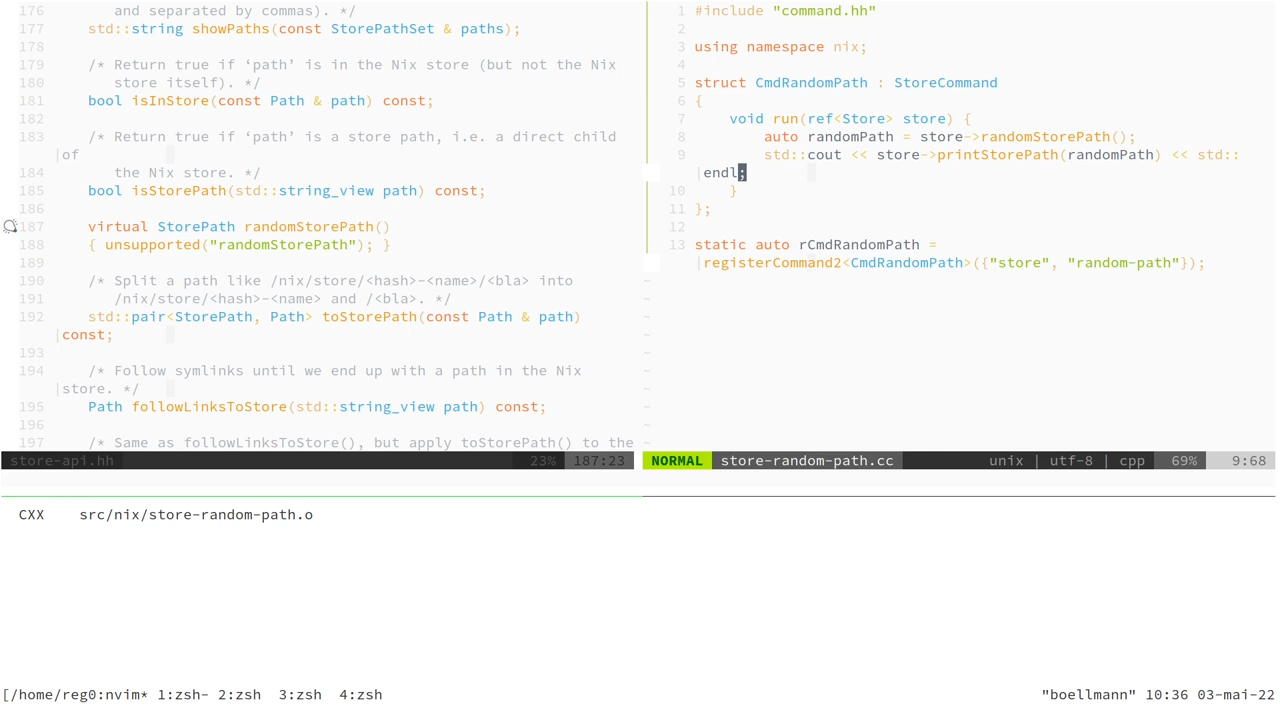 176 and separated by commas). */
177 std::string showPaths(const StorePathSet & paths);
178
179 /* Return true if ‘path’ is in the Nix store (but not the Nix
180 store itself). */
181 bool isInStore(const Path & path) const;
182
183 /* Return true if ‘path’ is a store path, i.e. a direct child
|of
184 the Nix store. */
185 bool isStorePath(std::string_view path) const;
186
187 virtual StorePath randomStorePath()
188 { unsupported("randomStorePath"); }
189
190 /* Split a path like /nix/store/<hash>-<name>/<bla> into
191 /nix/store/<hash>-<name> and /<bla>. */
192 std::pair<StorePath, Path> toStorePath(const Path & path)
|const;
193
194 /* Follow symlinks until we end up with a path in the Nix
|store. */
195 Path followLinksToStore(std::string_view path) const;
196
197 /* Same as followLinksToStore(), but apply toStorePath() to the
store-api.hh 23% 187:23
1 #include "command.hh"
2
3 using namespace nix;
4
5 struct CmdRandomPath : StoreCommand
6 {
7 void run(ref<Store> store) {
8 auto randomPath = store->randomStorePath();
9 std::cout << store->printStorePath(randomPath) << std::
|endl;
10 }
11 };
12
13 static auto rCmdRandomPath =
|registerCommand2<CmdRandomPath>({"store", "random-path"});
~
~
~
~
~
~
~
~
~
~
NORMAL store-random-path.cc unix | utf-8 | cpp 69% 9:68
CXX src/nix/store-random-path.o
[/home/reg0:nvim* 1:zsh- 2:zsh 3:zsh 4:zsh "boellmann" 10:36 03-mai-22